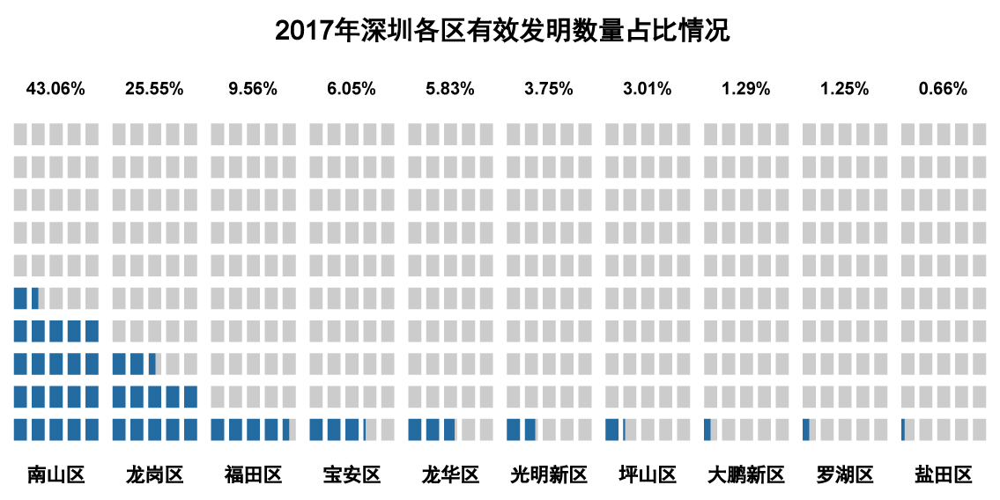 2017年深圳各区有效发明数量占比情况
43.06% 25.55% 9.56% 6.05% 5.83% 3.75% 3.01% 1.29% 1.25% 0.66%
南山区 龙岗区 福田区 宝安区 龙华区 光明新区 坪山区 大鹏新区 罗湖区 盐田区